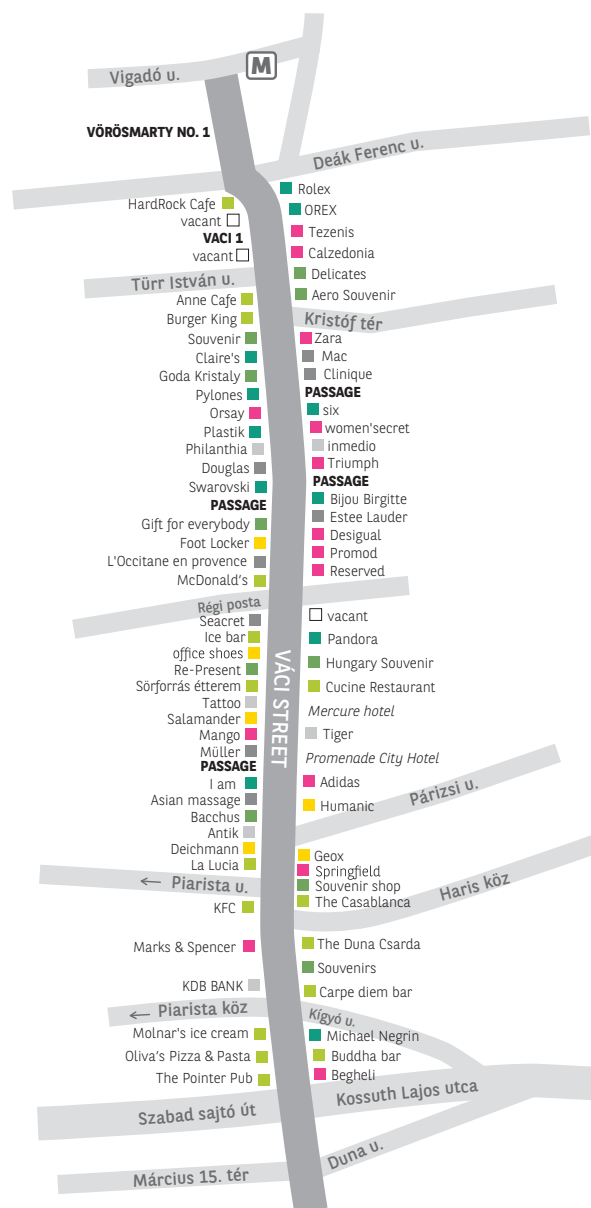 M
Vigadó u.
VÖRÖSMARTY NO. 1
Deák Ferenc u.
HardRock Cafe
vacant
VACI 1
vacant
Türr István u.
Anne Cafe
Burger King
Souvenir
Claire's
Goda Kristaly
Pylones
Orsay
Plastik
Philanthia
Douglas
Swarovski
PASSAGE
Gift for everybody
Foot Locker
L'Occitane en provence
McDonald's
Régi posta
Seacret
Ice bar
office shoes
Re-Present
Sörforrás étterem
Tattoo
Salamander
Mango
Müller
PASSAGE
I am
Asian massage
Bacchus
Antik
Deichmann
La Lucia
← Piarista u.
KFC
Marks & Spencer
KDB BANK
← Piarista köz
Molnar's ice cream
Oliva's Pizza & Pasta
The Pointer Pub
Szabad sajtó út
Március 15. tér
VÁCI STREET
Rolex
OREX
Tezenis
Calzedonia
Delicates
Aero Souvenir
Kristóf tér
Zara
Mac
Clinique
PASSAGE
six
women'secret
inmedio
Triumph
PASSAGE
Bijou Birgitte
Estee Lauder
Desigual
Promod
Reserved
vacant
Pandora
Hungary Souvenir
Cucine Restaurant
Mercure hotel
Tiger
Promenade City Hotel
Adidas
Humanic
Párizsi u.
Geox
Springfield
Souvenir shop
The Casablanca
Haris köz
The Duna Csarda
Souvenirs
Carpe diem bar
Kígyó u.
Michael Negrin
Buddha bar
Begheli
Kossuth Lajos utca
Duna u.